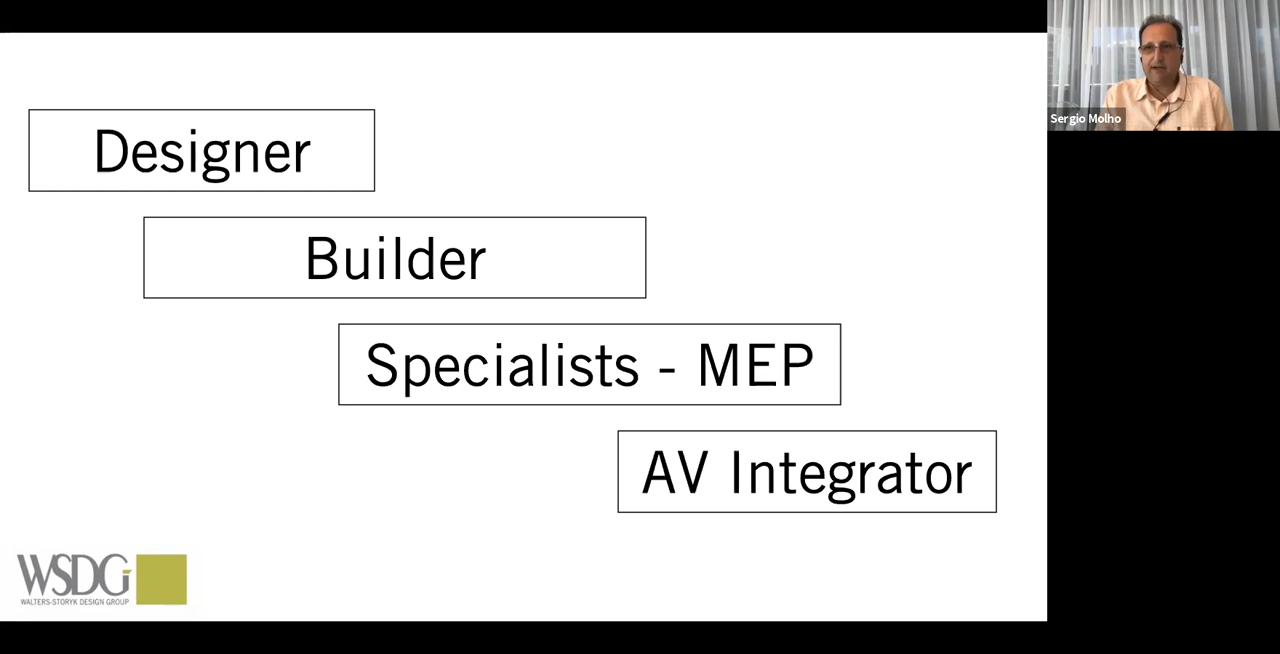 Designer
Builder
Specialists - MEP
AV Integrator
WSDG
WALTERS-STORYK DESIGN GROUP
Sergio Molho